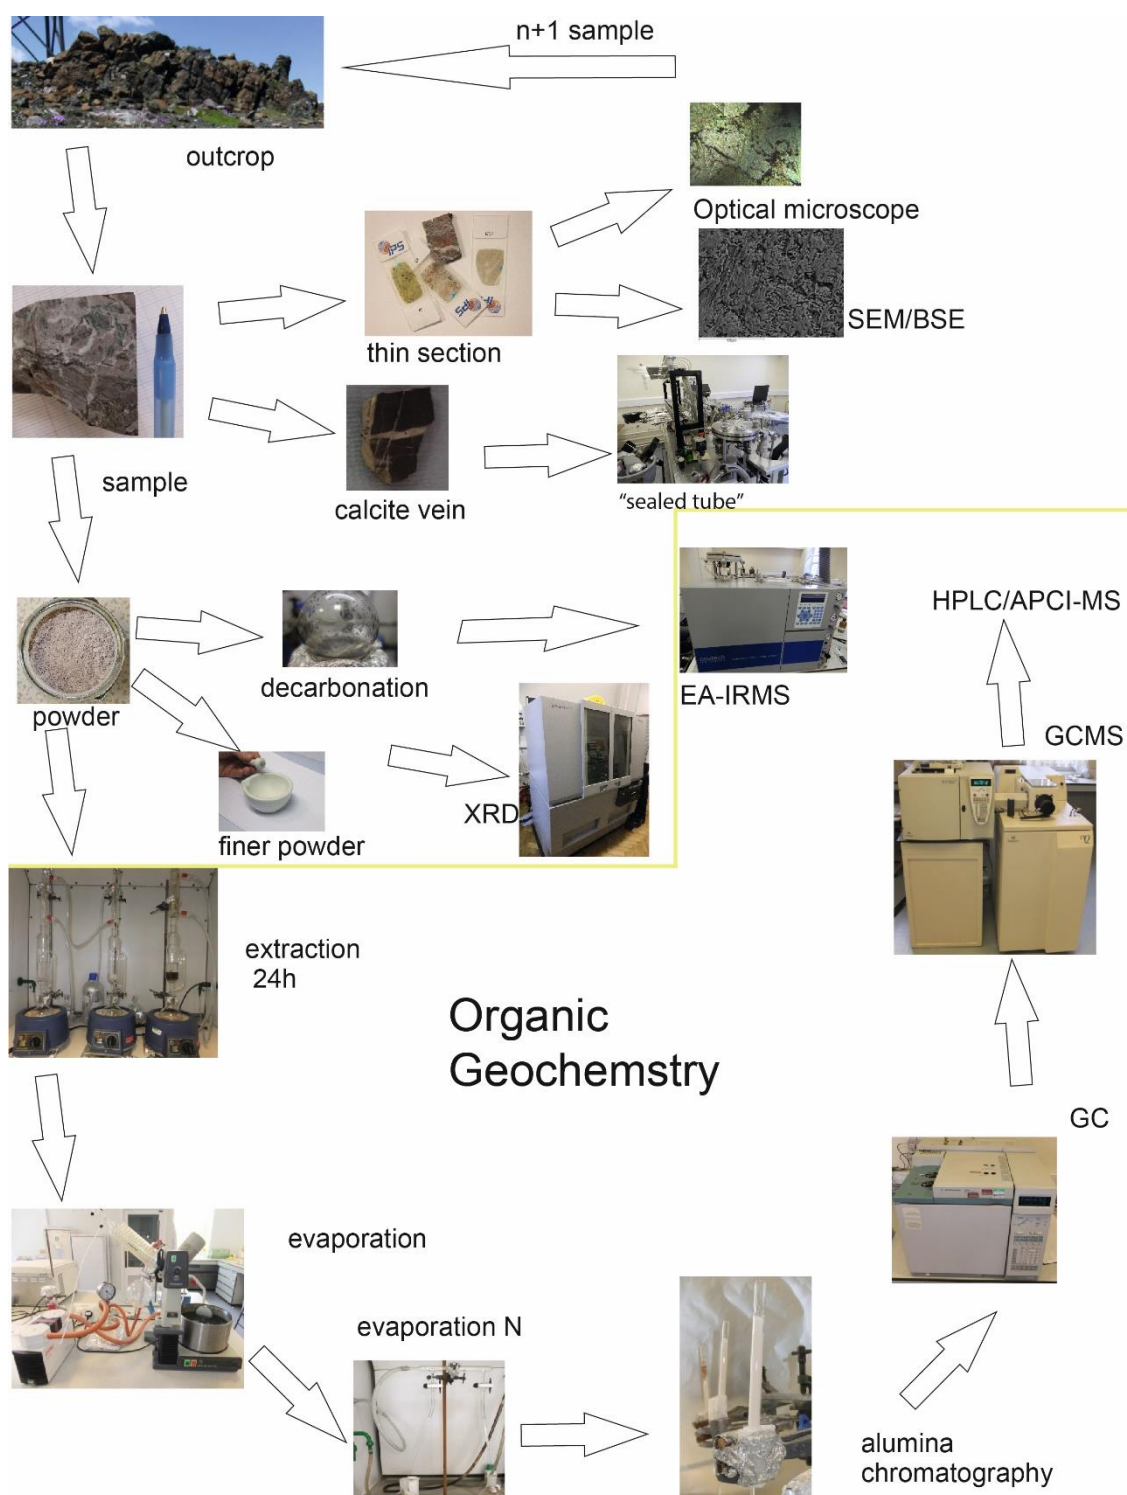 n+1 sample
outcrop
Optical microscope
SEM/BSE
thin section
sample
calcite vein
“sealed tube”
HPLC/APCI-MS
decarbonation
EA-IRMS
powder
GCMS
XRD
finer powder
extraction
24h
Organic
Geochemstry
GC
evaporation
evaporation N
alumina
chromatography